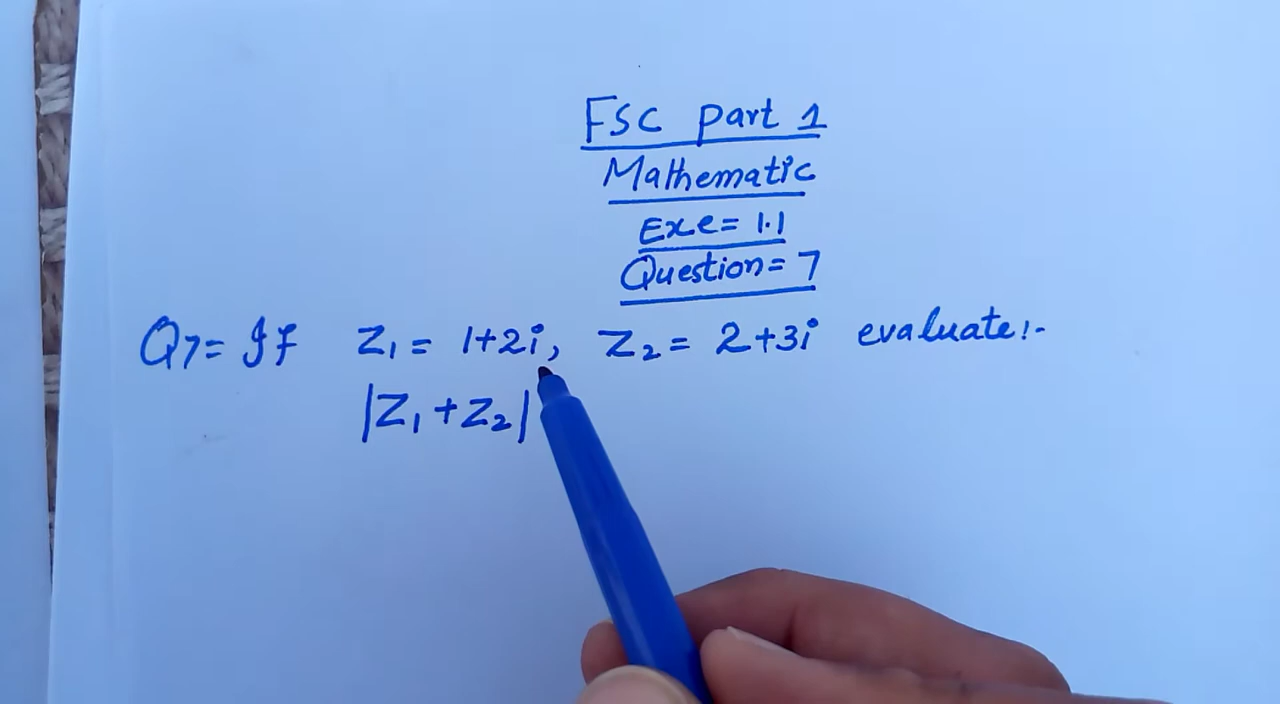 FSC part 1
Mathematic
Exe= 1.1
Question= 7
Q7= If Z₁= 1+2i, Z₂= 2+3i evaluate:-
|Z₁+Z₂|